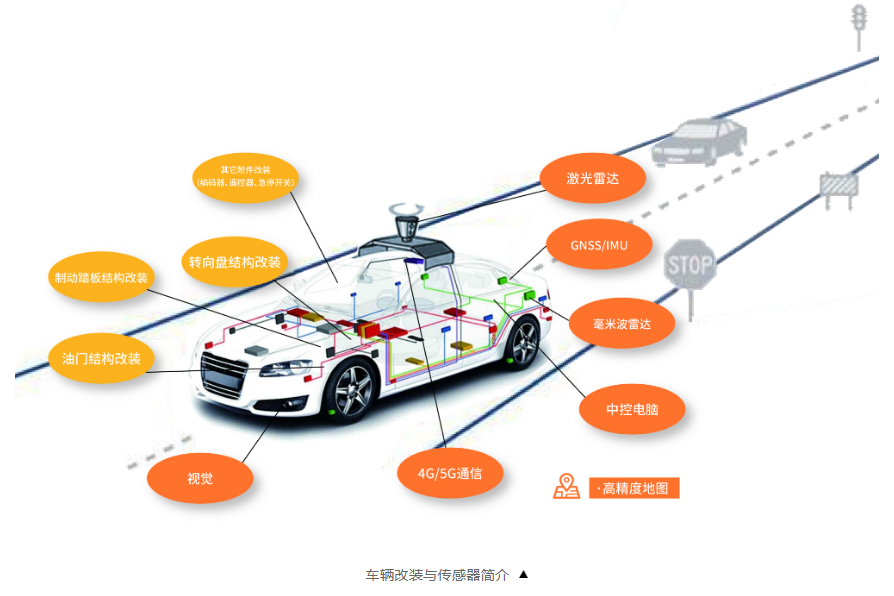 其它附件改装
(编码器、遥控器、急停开关)
激光雷达
转向盘结构改装
GNSS/IMU
制动踏板结构改装
STOP
毫米波雷达
油门结构改装
中控电脑
4G/5G通信
视觉
·高精度地图
车辆改装与传感器简介 ▲